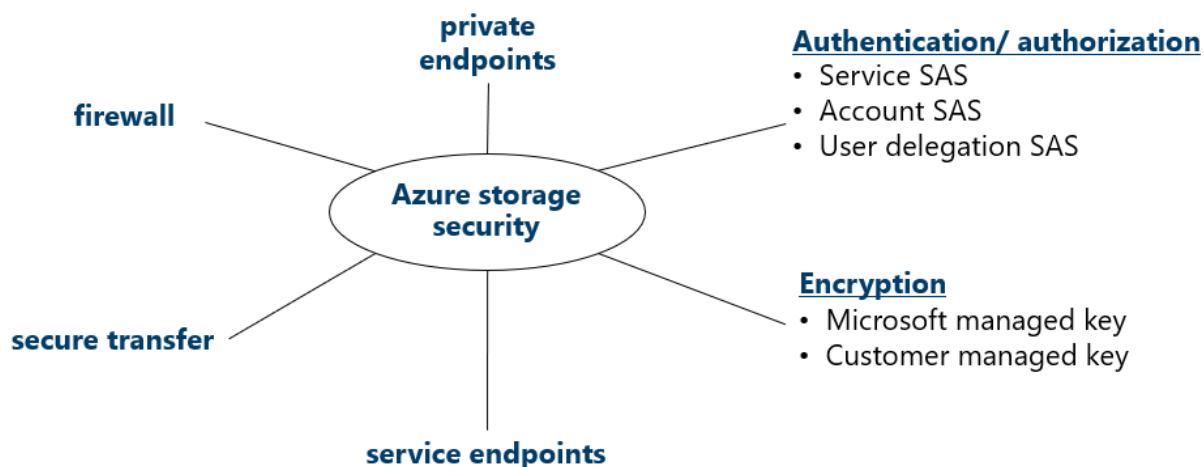 private
endpoints
Authentication/ authorization
• Service SAS
• Account SAS
• User delegation SAS
firewall
Azure storage
security
Encryption
• Microsoft managed key
• Customer managed key
secure transfer
service endpoints